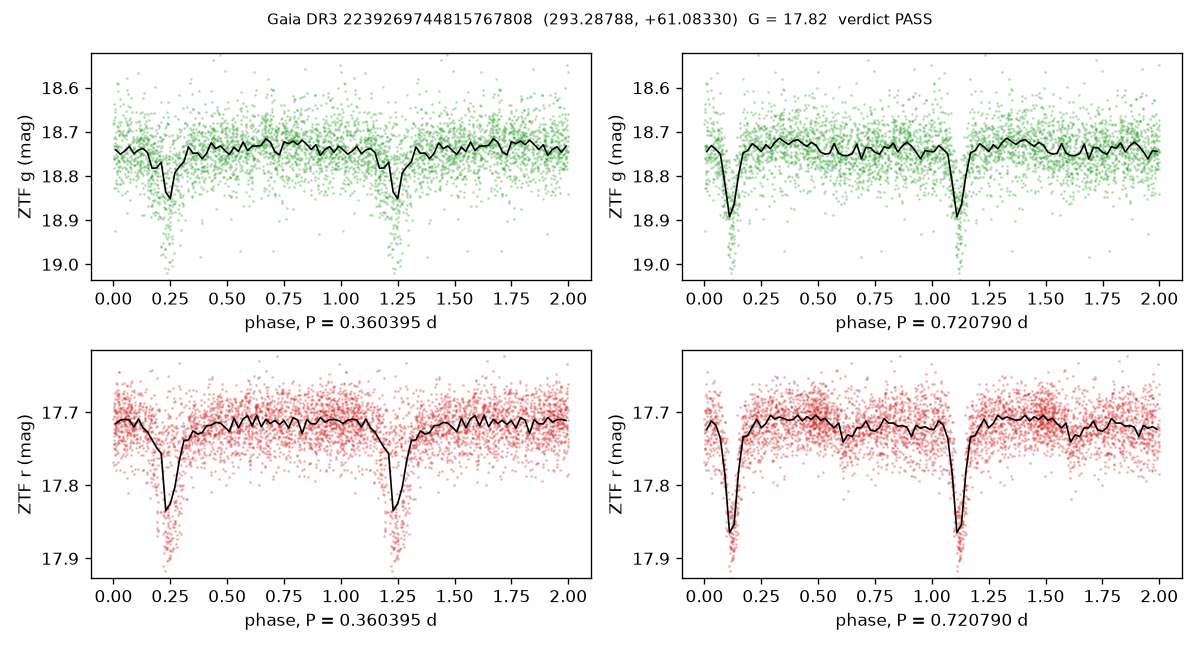 Gaia DR3 2239269744815767808 (293.28788, +61.08330) G = 17.82 verdict PASS
ZTF g (mag)
18.6
18.7
18.8
18.9
19.0
0.00 0.25 0.50 0.75 1.00 1.25 1.50 1.75 2.00
phase, P = 0.360395 d
ZTF g (mag)
18.6
18.7
18.8
18.9
19.0
0.00 0.25 0.50 0.75 1.00 1.25 1.50 1.75 2.00
phase, P = 0.720790 d
ZTF r (mag)
17.7
17.8
17.9
0.00 0.25 0.50 0.75 1.00 1.25 1.50 1.75 2.00
phase, P = 0.360395 d
ZTF r (mag)
17.7
17.8
17.9
0.00 0.25 0.50 0.75 1.00 1.25 1.50 1.75 2.00
phase, P = 0.720790 d